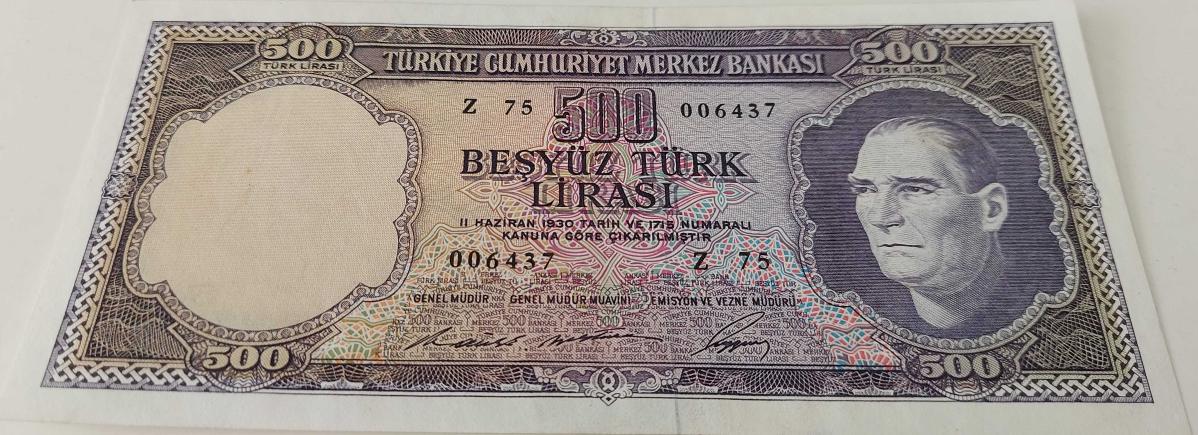 500 500
TÜRK LİRASI TÜRK LİRASI
TÜRKİYE CUMHURİYET MERKEZ BANKASI
Z 75 500 006437
BEŞYÜZ TÜRK
LİRASI
11 HAZİRAN 1930 TARİH VE 1715 NUMARALI
KANUNA GÖRE ÇIKARILMIŞTIR
006437 Z 75
GENEL MÜDÜR GENEL MÜDÜR MUAVİNİ EMİSYON VE VEZNE MÜDÜRÜ
500 500